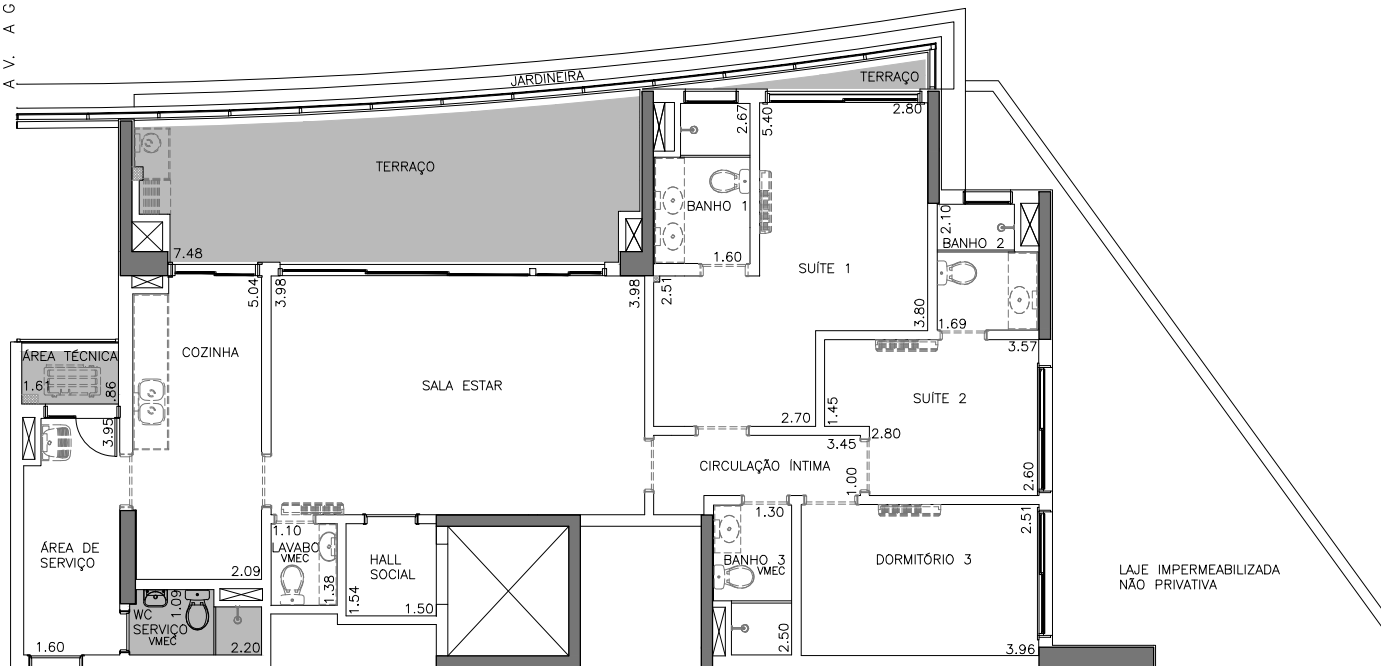 AV. AG
JARDINEIRA
TERRAÇO
2.80
5.40
2.67
TERRAÇO
BANHO 1
1.60
7.48
2.10
BANHO 2
SUÍTE 1
5.04
3.98
3.98
2.51
3.80
1.69
3.57
COZINHA
ÁREA TÉCNICA
1.61
.86
SALA ESTAR
SUÍTE 2
3.95
2.70
1.45
2.80
3.45
CIRCULAÇÃO ÍNTIMA
1.00
2.60
1.30
2.51
1.10
LAVABO
VMEC
1.38
HALL
SOCIAL
1.54
1.50
ÁREA DE
SERVIÇO
2.09
BANHO 3
VMEC
DORMITÓRIO 3
LAJE IMPERMEABILIZADA
NÃO PRIVATIVA
1.09
WC
SERVIÇO
VMEC
2.20
1.60
2.50
3.96